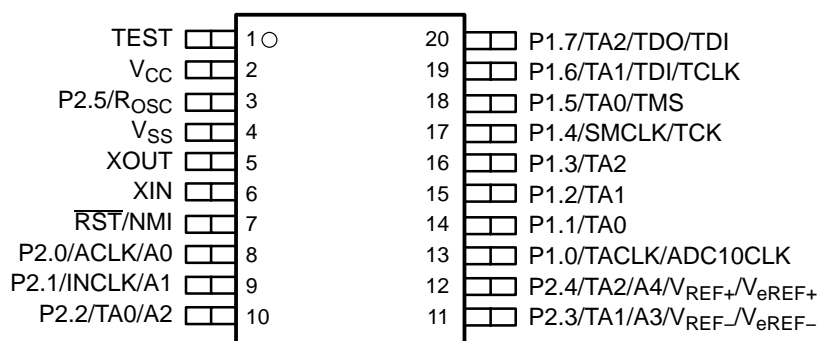 TEST 1 20 P1.7/TA2/TDO/TDI
VCC 2 19 P1.6/TA1/TDI/TCLK
P2.5/ROSC 3 18 P1.5/TA0/TMS
VSS 4 17 P1.4/SMCLK/TCK
XOUT 5 16 P1.3/TA2
XIN 6 15 P1.2/TA1
RST/NMI 7 14 P1.1/TA0
P2.0/ACLK/A0 8 13 P1.0/TACLK/ADC10CLK
P2.1/INCLK/A1 9 12 P2.4/TA2/A4/VREF+/VeREF+
P2.2/TA0/A2 10 11 P2.3/TA1/A3/VREF−/VeREF−